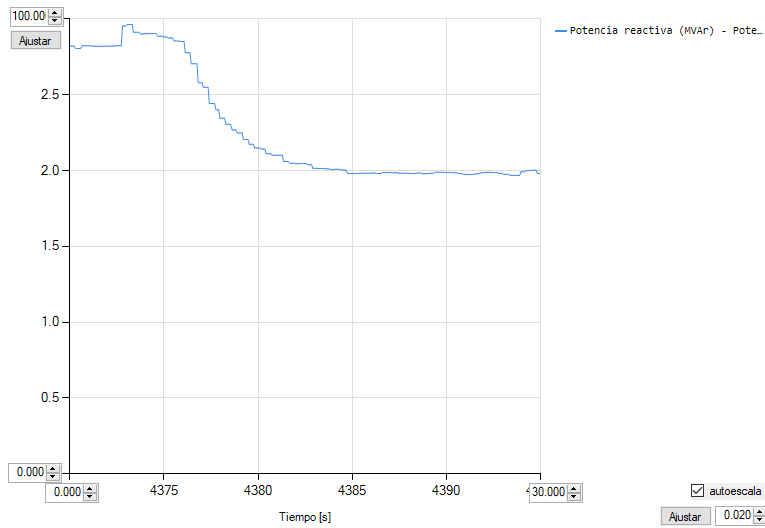 100.00
Potencia reactiva (MVAr) - Pote…
Ajustar
2.5
2.0
1.5
1.0
0.5
0.000
0.000
4375
4380
4385
4390
30.000
autoescala
Tiempo [s]
Ajustar
0.020